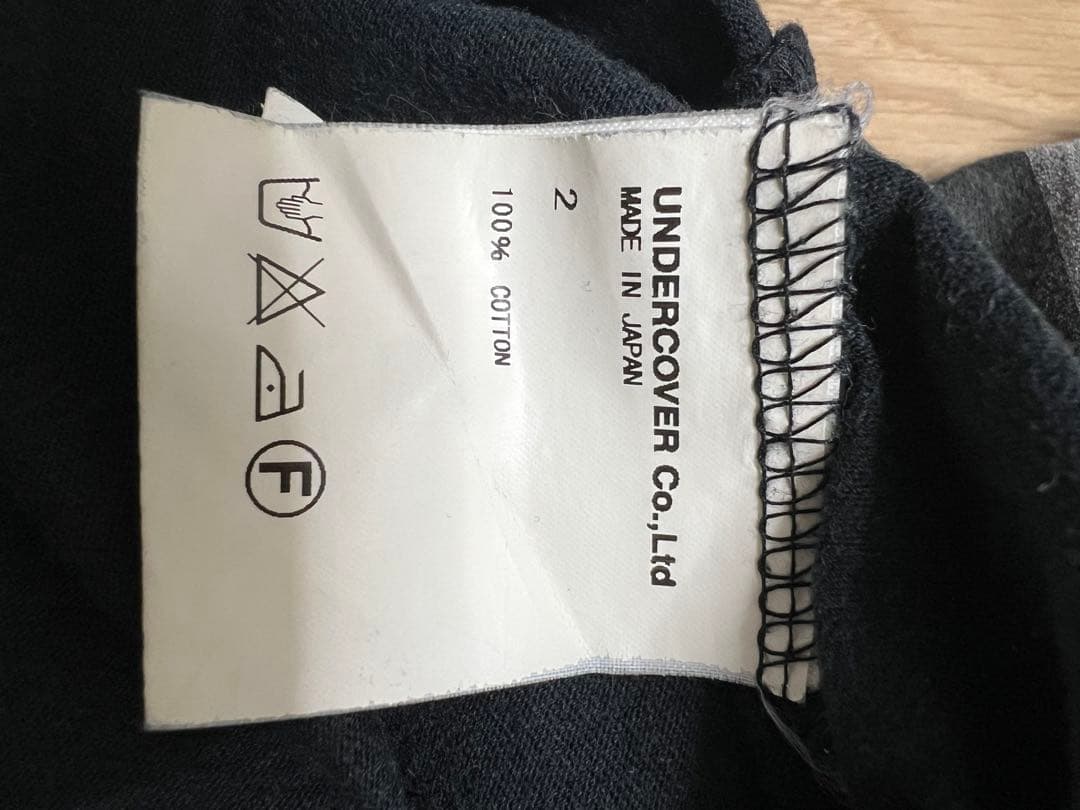 UNDERCOVER Co.,Ltd
MADE IN JAPAN
2
100% COTTON
F